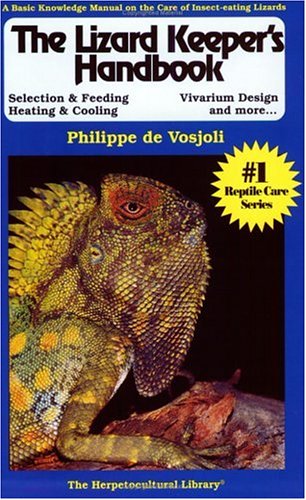 A Basic Knowledge Manual on the Care of Insect-eating Lizards
The Lizard Keeper's
Handbook
Selection & Feeding
Heating & Cooling
Vivarium Design
and more...
Philippe de Vosjoli
#1
Reptile Care
Series
The Herpetocultural Library®